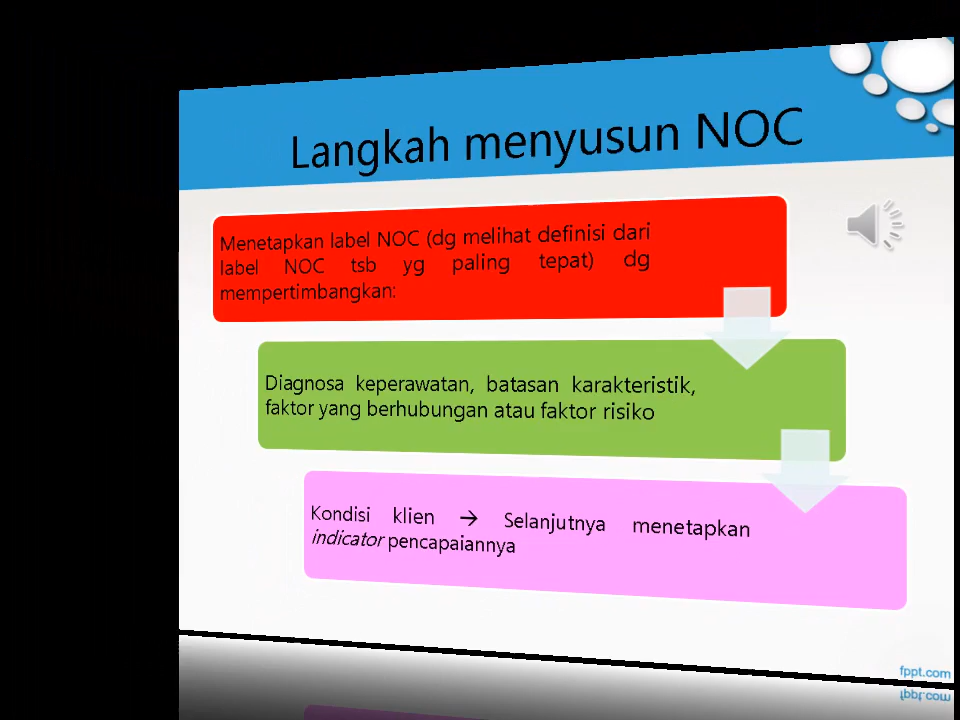 Langkah menyusun NOC
Menetapkan label NOC (dg melihat definisi dari
label NOC tsb yg paling tepat) dg
mempertimbangkan:
Diagnosa keperawatan, batasan karakteristik,
faktor yang berhubungan atau faktor risiko
Kondisi klien → Selanjutnya menetapkan
indicator pencapaiannya
fppt.com